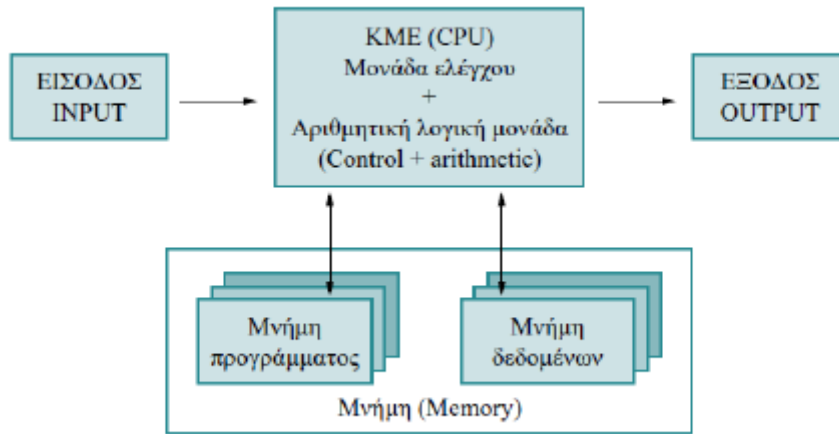 ΕΙΣΟΔΟΣ
INPUT
ΚΜΕ (CPU)
Μονάδα ελέγχου
+
Αριθμητική λογική μονάδα
(Control + arithmetic)
ΕΞΟΔΟΣ
OUTPUT
Μνήμη
προγράμματος
Μνήμη
δεδομένων
Μνήμη (Memory)